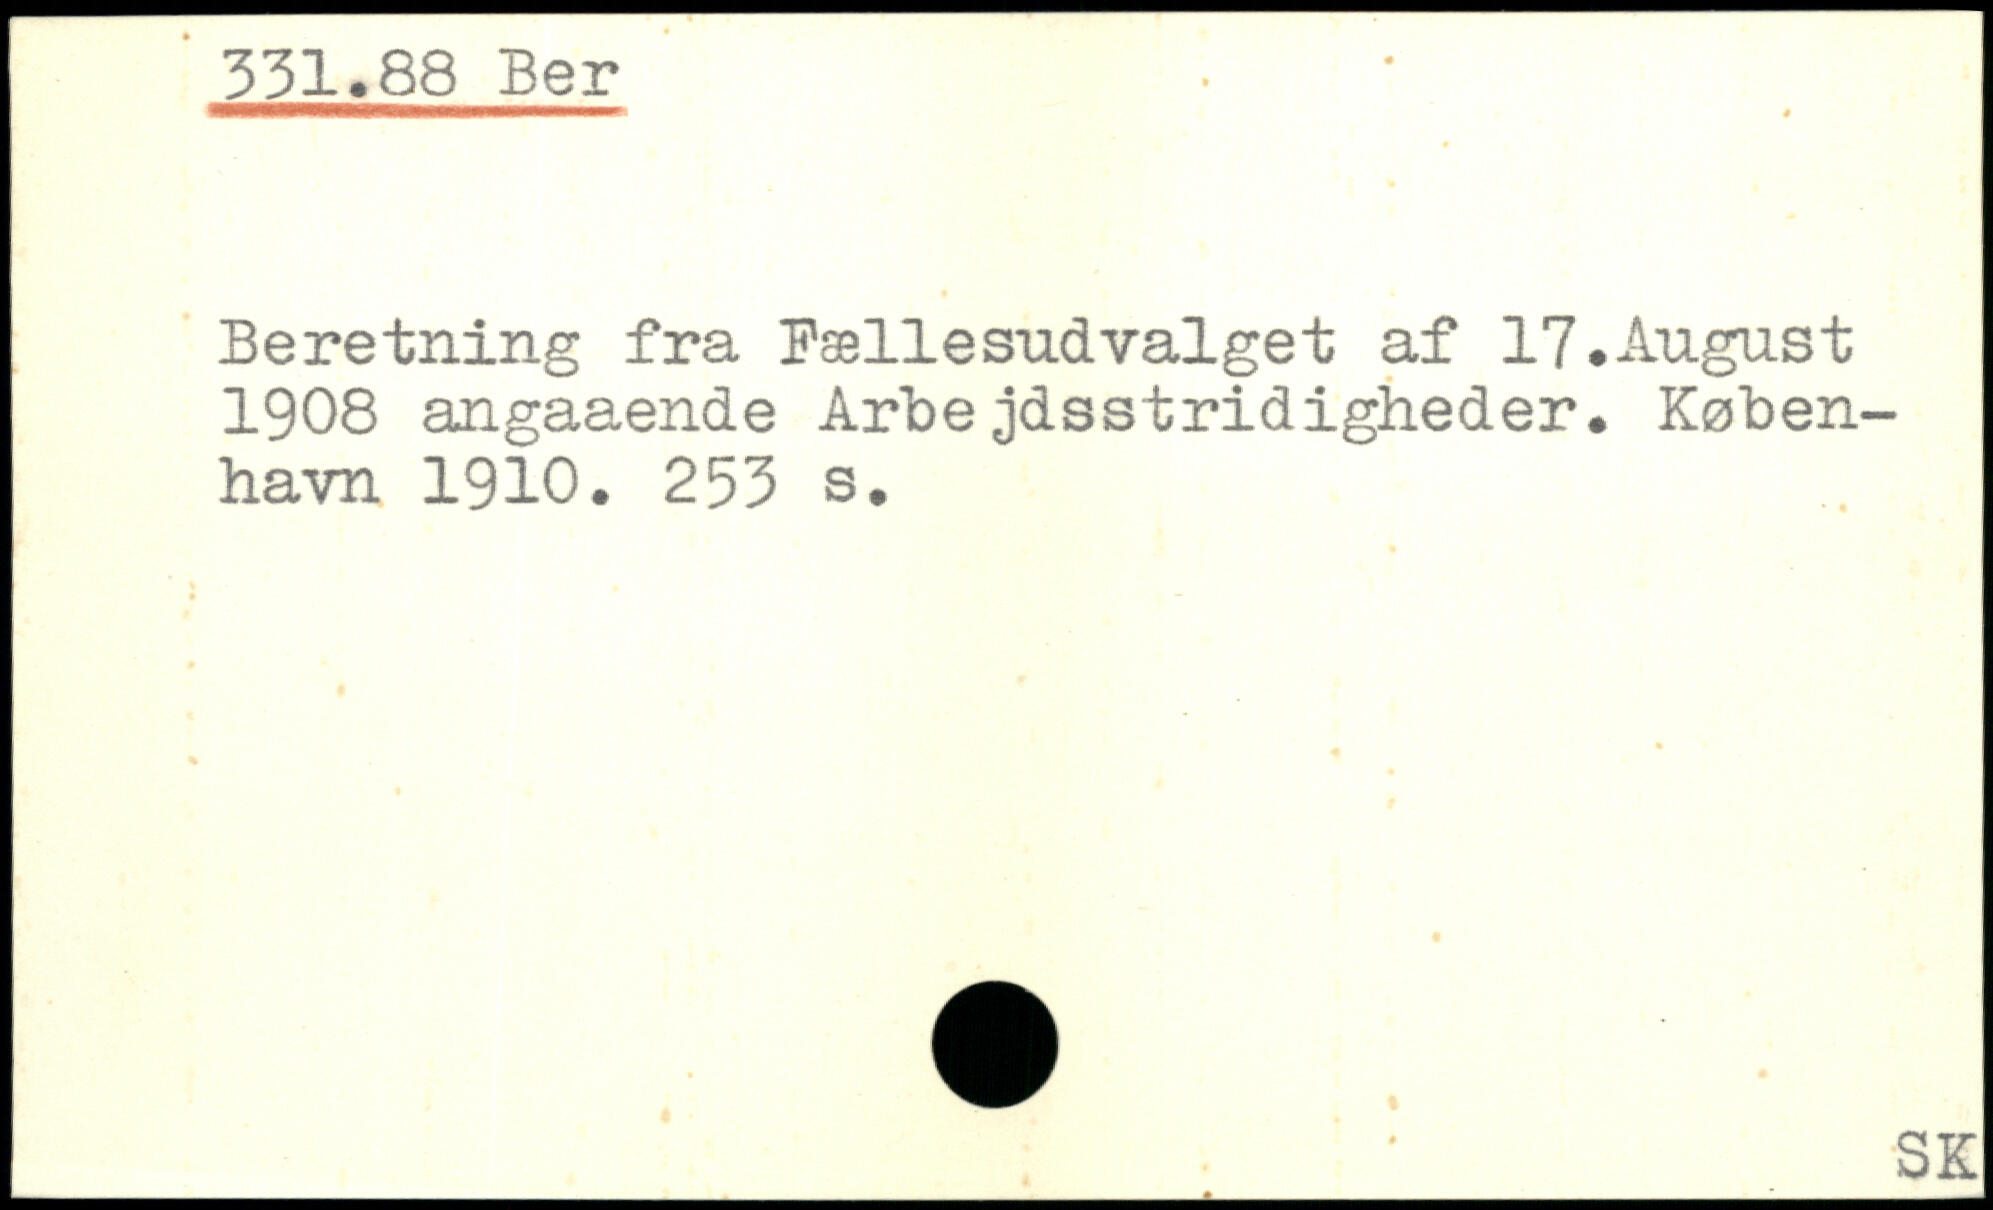 331.88 Ber
Beretning fra Fællesudvalget af 17.August
1908 angaaende Arbejdsstridigheder. Køben-
havn 1910. 253 s.
SK